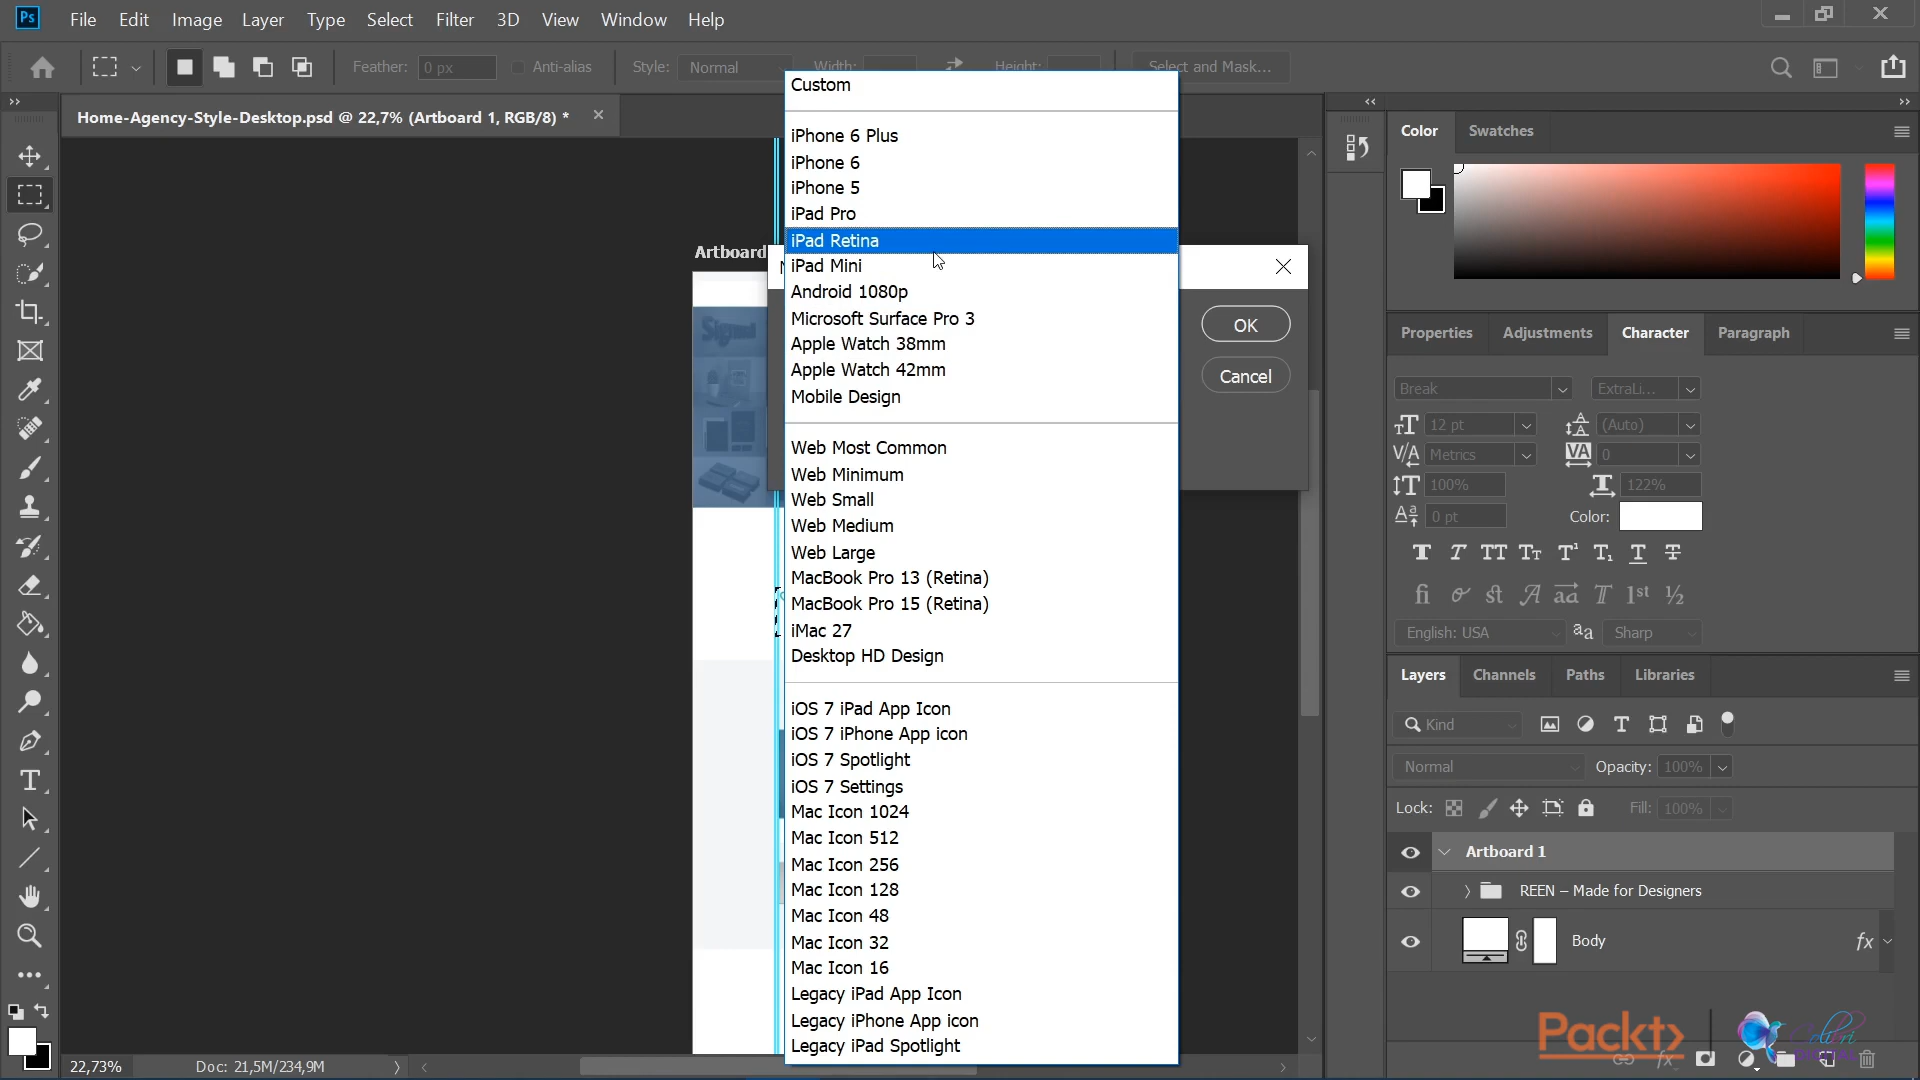 Ps File Edit Image Layer Type Select Filter 3D View Window Help
Feather: 0 px Anti-alias Style: Normal Width: Height: Select and Mask...
Home-Agency-Style-Desktop.psd @ 22,7% (Artboard 1, RGB/8) *
Artboard
OK
Cancel
Custom
iPhone 6 Plus
iPhone 6
iPhone 5
iPad Pro
iPad Retina
iPad Mini
Android 1080p
Microsoft Surface Pro 3
Apple Watch 38mm
Apple Watch 42mm
Mobile Design
Web Most Common
Web Minimum
Web Small
Web Medium
Web Large
MacBook Pro 13 (Retina)
MacBook Pro 15 (Retina)
iMac 27
Desktop HD Design
iOS 7 iPad App Icon
iOS 7 iPhone App icon
iOS 7 Spotlight
iOS 7 Settings
Mac Icon 1024
Mac Icon 512
Mac Icon 256
Mac Icon 128
Mac Icon 48
Mac Icon 32
Mac Icon 16
Legacy iPad App Icon
Legacy iPhone App icon
Legacy iPad Spotlight
Color Swatches
Properties Adjustments Character Paragraph
Break ExtraLi...
12 pt (Auto)
Metrics 0
100% 122%
0 pt Color:
English: USA aa Sharp
Layers Channels Paths Libraries
Kind
Normal Opacity: 100%
Lock: Fill: 100%
Artboard 1
REEN – Made for Designers
Body fx
Packt
Colibri
DIGITAL
22,73% Doc: 21,5M/234,9M